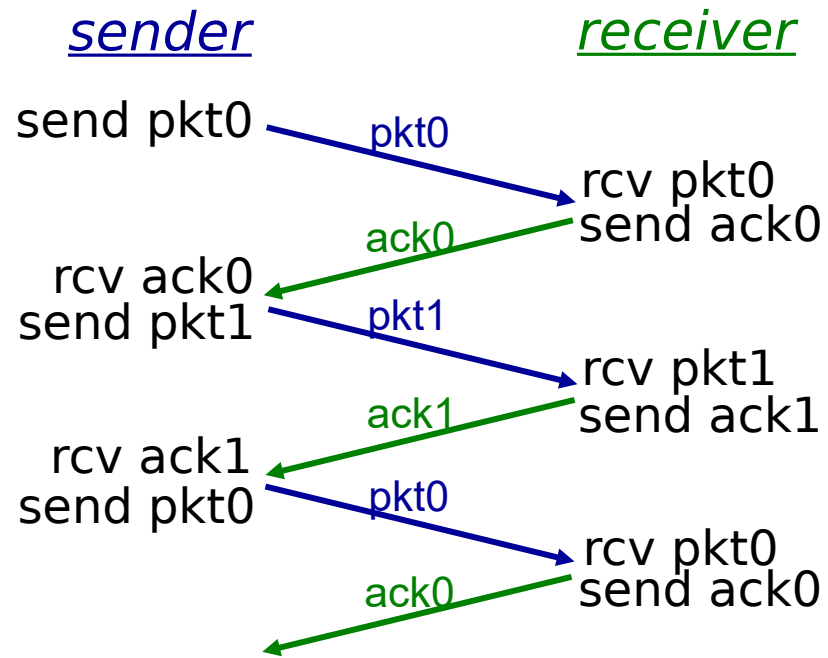 sender
receiver
send pkt0
pkt0
rcv pkt0
send ack0
ack0
rcv ack0
send pkt1
pkt1
rcv pkt1
send ack1
ack1
rcv ack1
send pkt0
pkt0
rcv pkt0
send ack0
ack0